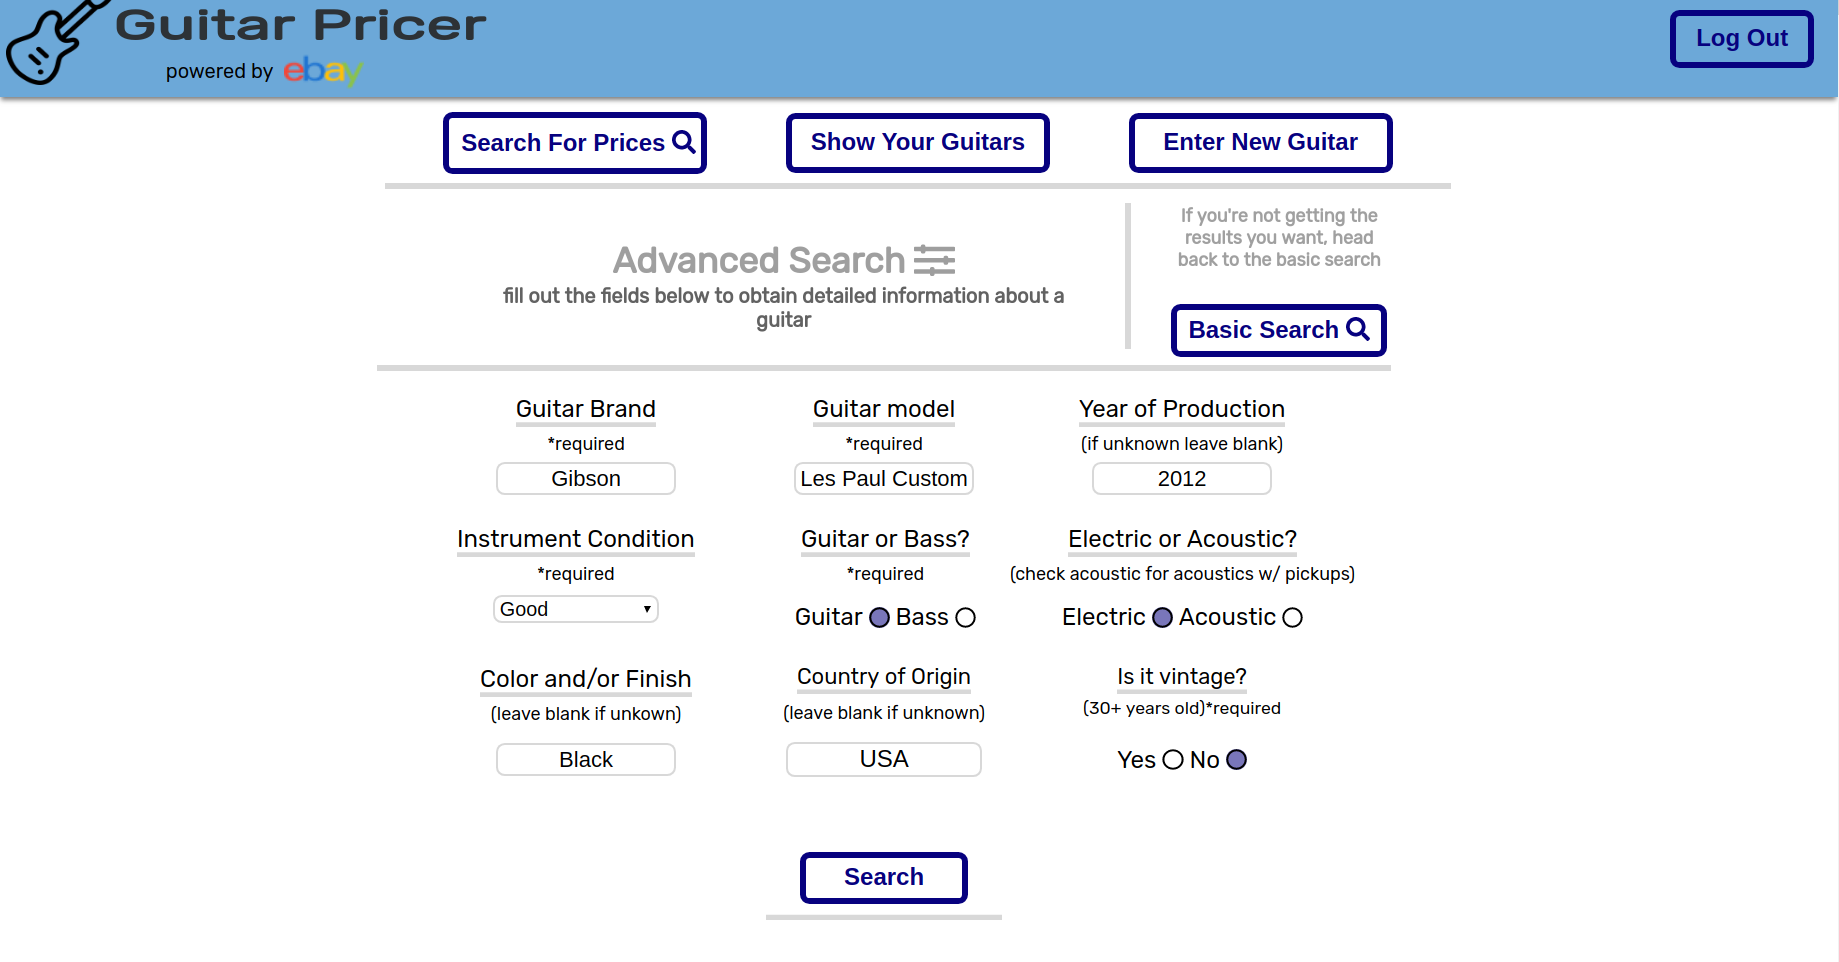 Guitar Pricer
powered by ebay
Log Out
Search For Prices
Show Your Guitars
Enter New Guitar
Advanced Search
fill out the fields below to obtain detailed information about a
guitar
If you're not getting the
results you want, head
back to the basic search
Basic Search
Guitar Brand
*required
Gibson
Guitar model
*required
Les Paul Custom
Year of Production
(if unknown leave blank)
2012
Instrument Condition
*required
Good
Guitar or Bass?
*required
Guitar Bass
Electric or Acoustic?
(check acoustic for acoustics w/ pickups)
Electric Acoustic
Color and/or Finish
(leave blank if unkown)
Black
Country of Origin
(leave blank if unknown)
USA
Is it vintage?
(30+ years old)*required
Yes No
Search